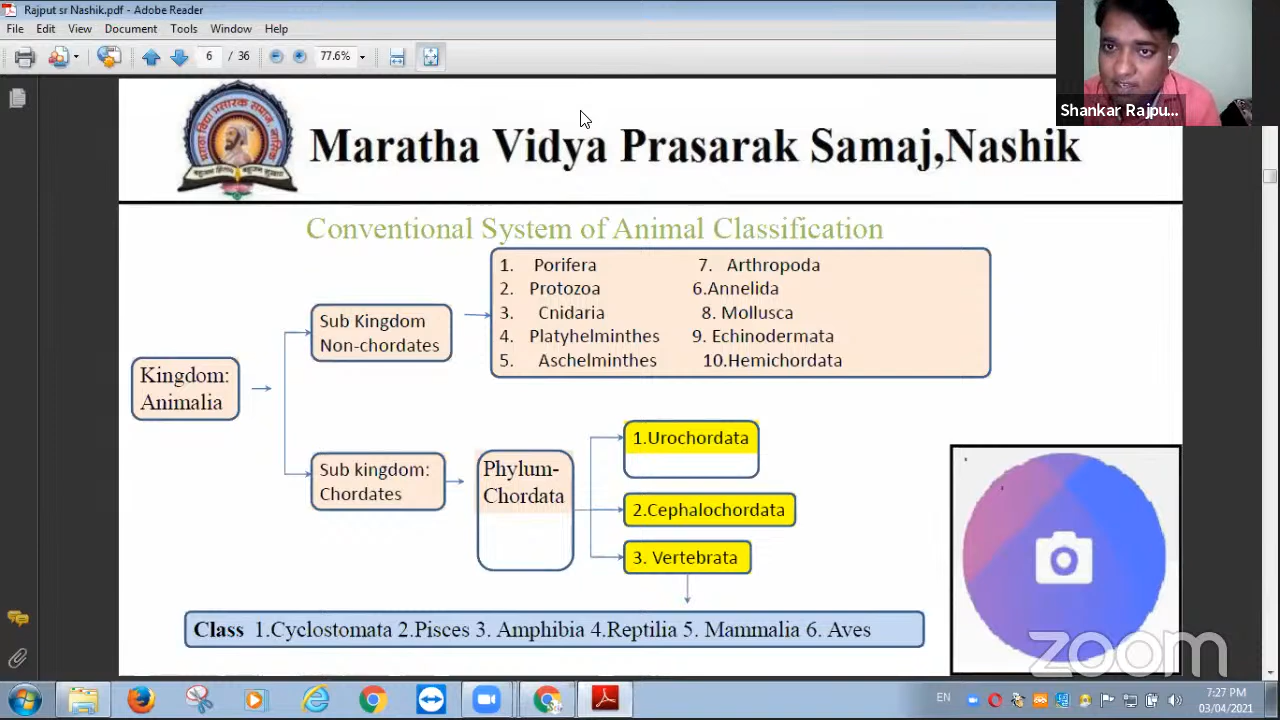 Rajput sr Nashik.pdf - Adobe Reader
File Edit View Document Tools Window Help
6 / 36 77.6%
Shankar Rajpu...
Maratha Vidya Prasarak Samaj,Nashik
Conventional System of Animal Classification
1. Porifera 7. Arthropoda
2. Protozoa 6.Annelida
3. Cnidaria 8. Mollusca
4. Platyhelminthes 9. Echinodermata
5. Aschelminthes 10.Hemichordata
Sub Kingdom
Non-chordates
Kingdom:
Animalia
Sub kingdom:
Chordates
Phylum-
Chordata
1.Urochordata
2.Cephalochordata
3. Vertebrata
Class 1.Cyclostomata 2.Pisces 3. Amphibia 4.Reptilia 5. Mammalia 6. Aves
zoom
EN
7:27 PM
03/04/2021